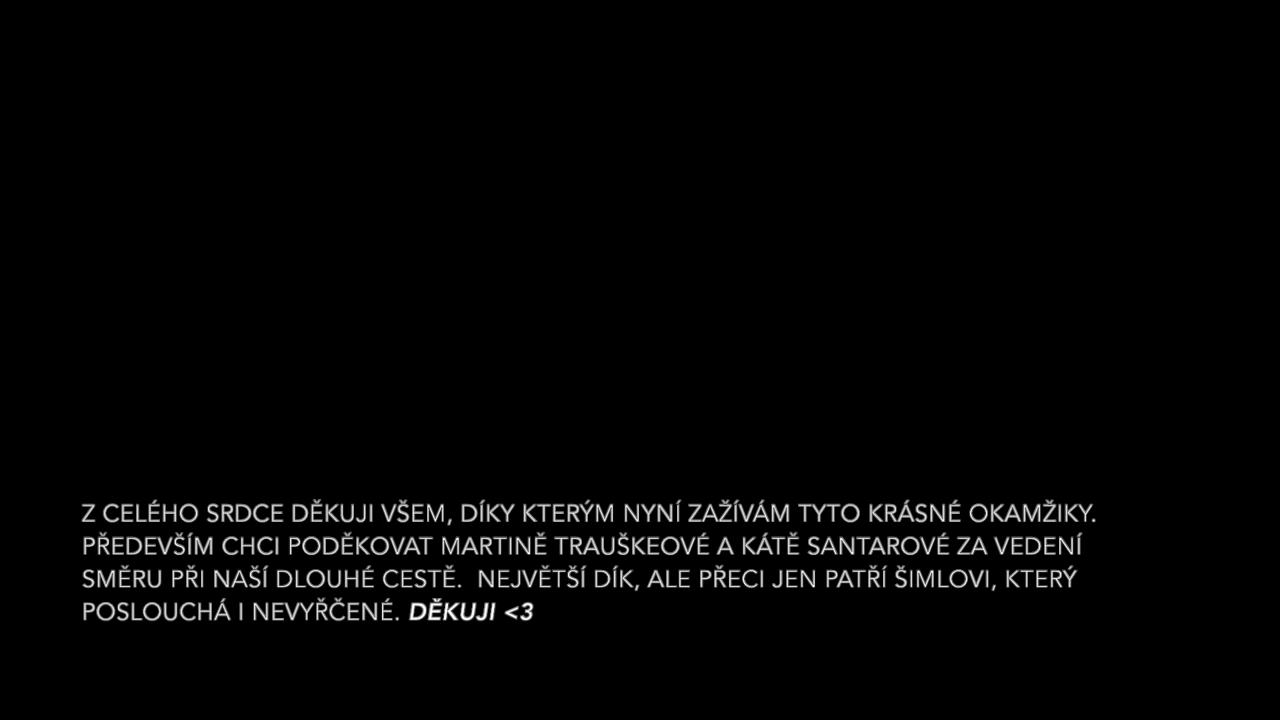 Z CELÉHO SRDCE DĚKUJI VŠEM, DÍKY KTERÝM NYNÍ ZAŽÍVÁM TYTO KRÁSNÉ OKAMŽIKY.
PŘEDEVŠÍM CHCI PODĚKOVAT MARTINĚ TRAUŠKEOVÉ A KÁTĚ SANTAROVÉ ZA VEDENÍ
SMĚRU PŘI NAŠÍ DLOUHÉ CESTĚ.  NEJVĚTŠÍ DÍK, ALE PŘECI JEN PATŘÍ ŠIMLOVI, KTERÝ
POSLOUCHÁ I NEVYŘČENÉ. DĚKUJI <3